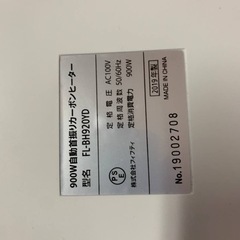 900W自動首振りカーボンヒーター
型名 FL-BH920YD
定格電圧 AC100V
定格周波数 50/60Hz
定格消費電力 900W
PSE
株式会社フィフティ
2019年製
MADE IN CHINA
No.19002708